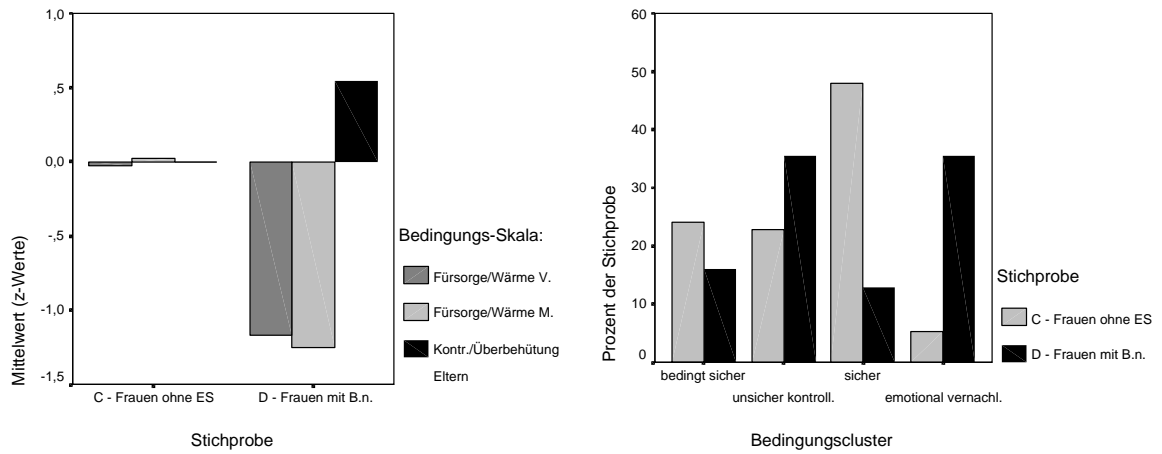 1,0
,5
0,0
-,5
-1,0
-1,5
Mittelwert (z-Werte)
C - Frauen ohne ES
D - Frauen mit B.n.
Stichprobe
Bedingungs-Skala:
Fürsorge/Wärme V.
Fürsorge/Wärme M.
Kontr./Überbehütung
Eltern
60
50
40
30
20
10
0
Prozent der Stichprobe
bedingt sicher
sicher
unsicher kontroll.
emotional vernachl.
Bedingungscluster
Stichprobe
C - Frauen ohne ES
D - Frauen mit B.n.